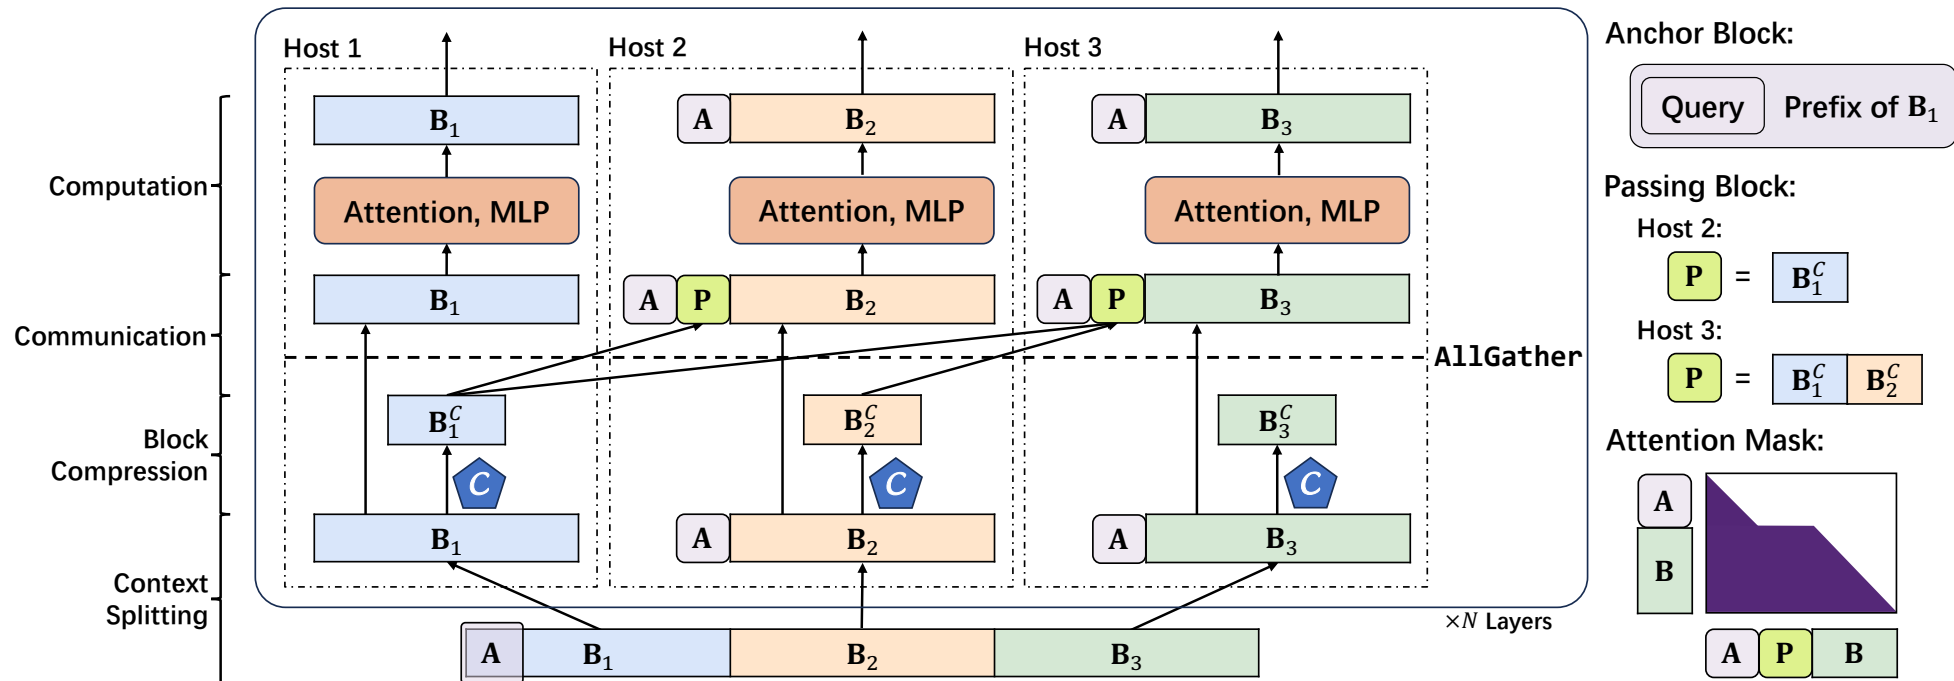 Host 1
Host 2
Host 3
B₁
A
B₂
A
B₃
Computation
Attention, MLP
Attention, MLP
Attention, MLP
B₁
A
P
B₂
A
P
B₃
Communication
AllGather
B₁ᶜ
B₂ᶜ
B₃ᶜ
Block
Compression
C
C
C
B₁
A
B₂
A
B₃
Context
Splitting
×N Layers
A
B₁
B₂
B₃
Anchor Block:
Query
Prefix of B₁
Passing Block:
Host 2:
P = B₁ᶜ
Host 3:
P = B₁ᶜ B₂ᶜ
Attention Mask:
A
B
A P B